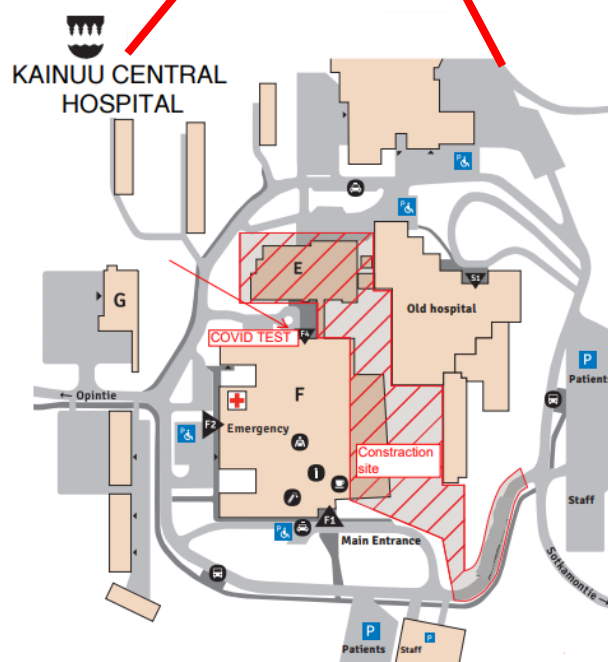 KAINUU CENTRAL
HOSPITAL
P
P
E
S1
G
Old hospital
COVID TEST
F4
P
Patients
← Opintie
F
F2
Emergency
P
Constraction
site
i
Staff
P
F1
Main Entrance
Sotkamontie →
P
P
Patients
Staff